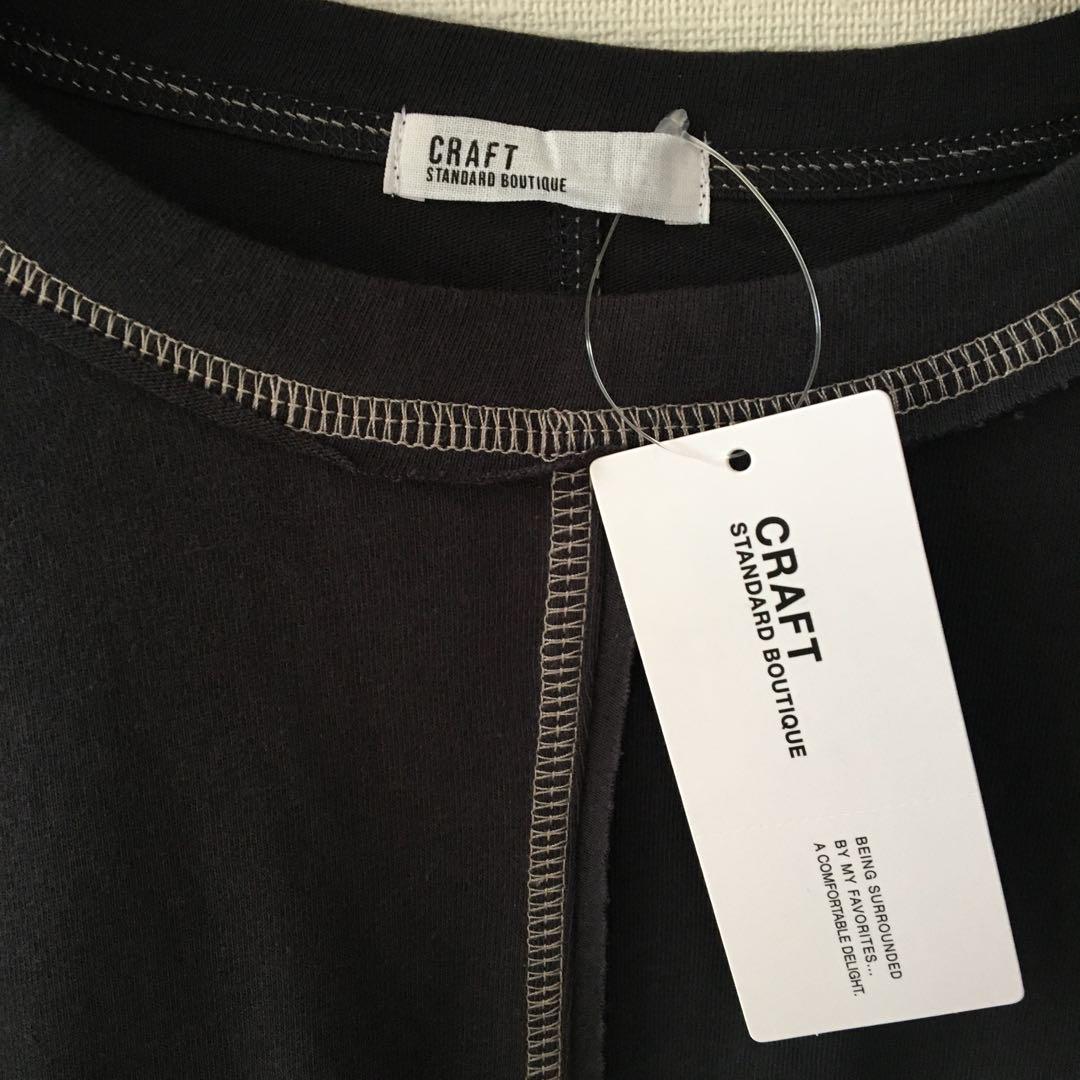 CRAFT
STANDARD BOUTIQUE
CRAFT
STANDARD BOUTIQUE
BEING SURROUNDED
BY MY FAVORITES...
A COMFORTABLE DELIGHT.